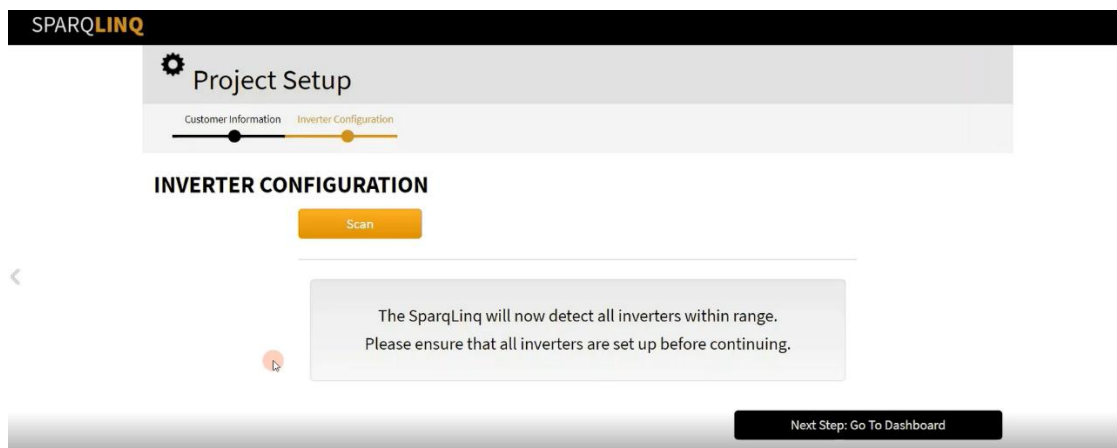 SPARQLINQ
Project Setup
Customer Information Inverter Configuration
INVERTER CONFIGURATION
Scan
The SparqLinq will now detect all inverters within range.
Please ensure that all inverters are set up before continuing.
Next Step: Go To Dashboard